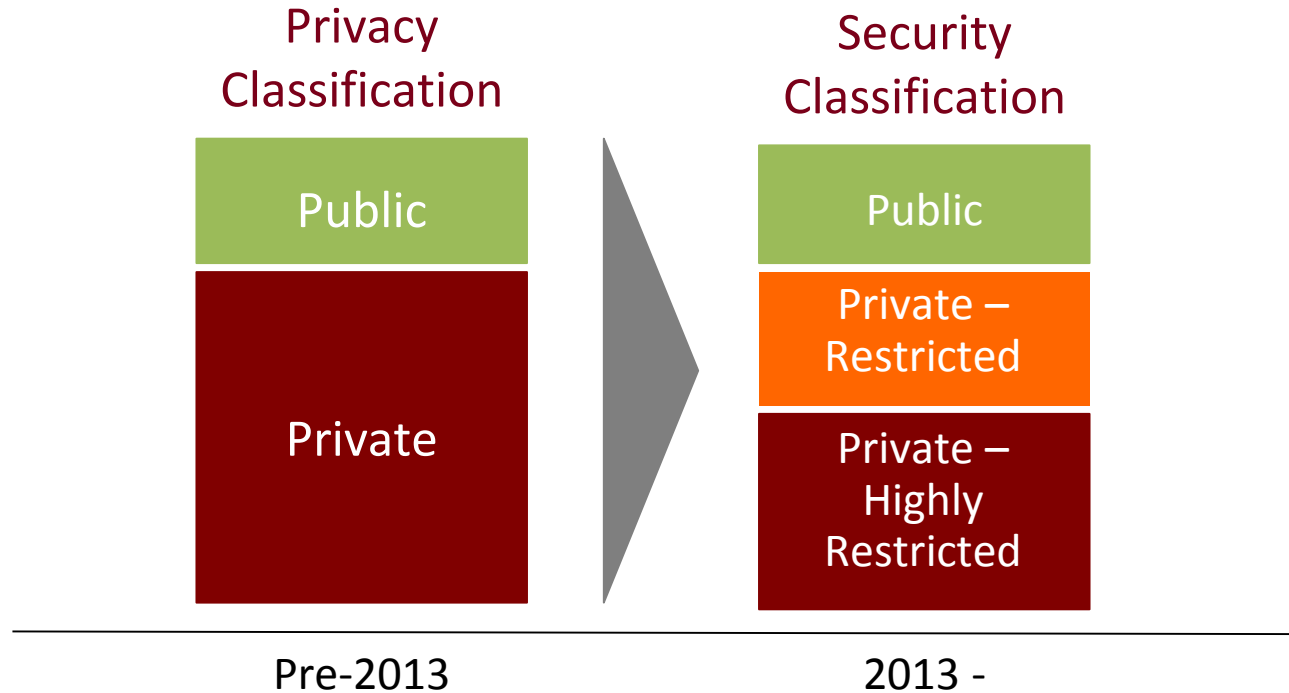 Privacy
Classification
Public
Private
Pre-2013
Security
Classification
Public
Private –
Restricted
Private –
Highly
Restricted
2013 -